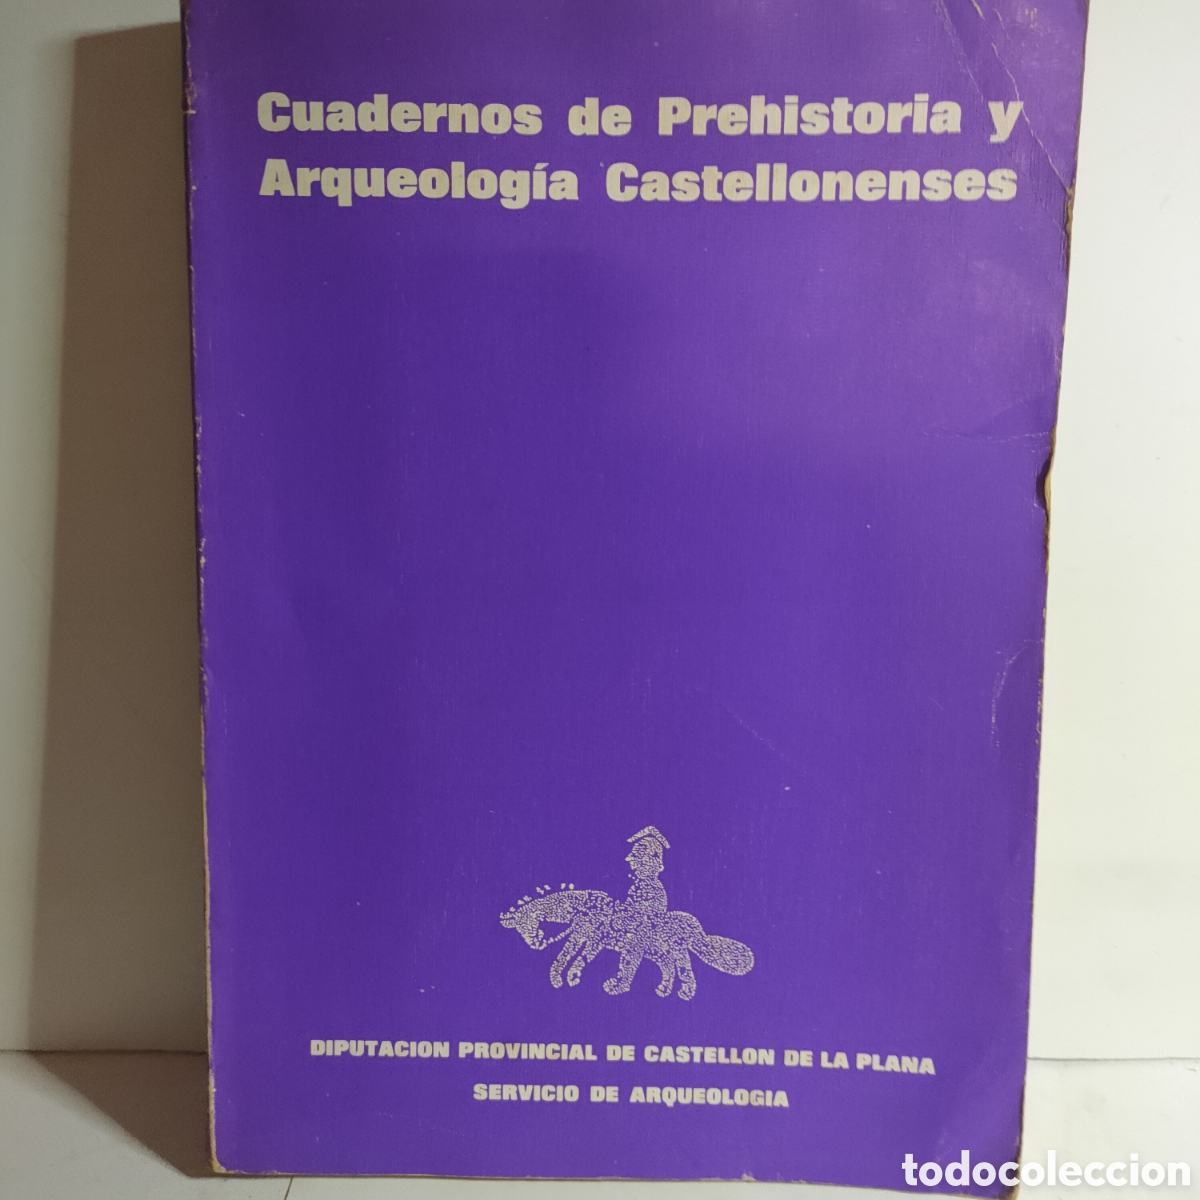 Cuadernos de Prehistoria y
Arqueología Castellonenses
DIPUTACION PROVINCIAL DE CASTELLON DE LA PLANA
SERVICIO DE ARQUEOLOGIA
todocoleccion